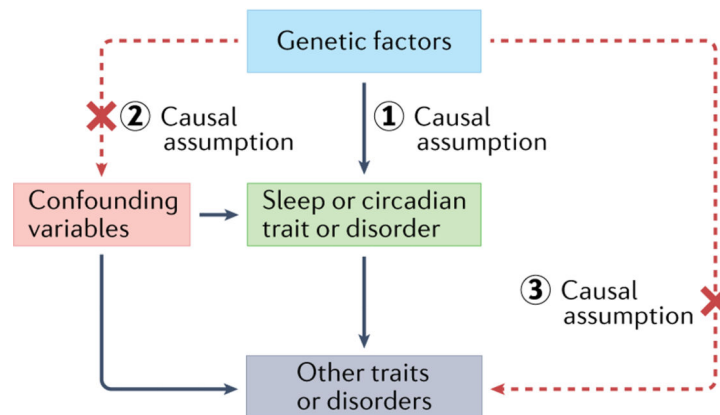 Genetic factors
② Causal
assumption
① Causal
assumption
Confounding
variables
Sleep or circadian
trait or disorder
③ Causal
assumption
Other traits
or disorders